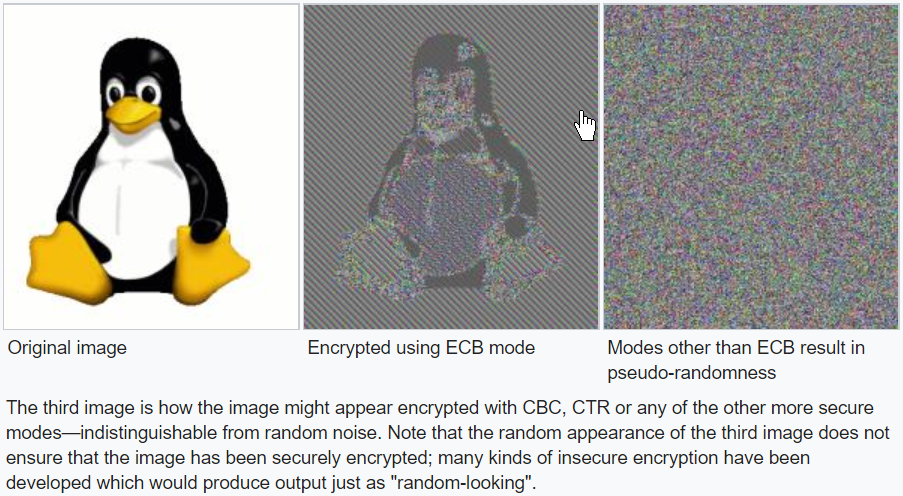 Original image
Encrypted using ECB mode
Modes other than ECB result in
pseudo-randomness
The third image is how the image might appear encrypted with CBC, CTR or any of the other more secure
modes—indistinguishable from random noise. Note that the random appearance of the third image does not
ensure that the image has been securely encrypted; many kinds of insecure encryption have been
developed which would produce output just as "random-looking".